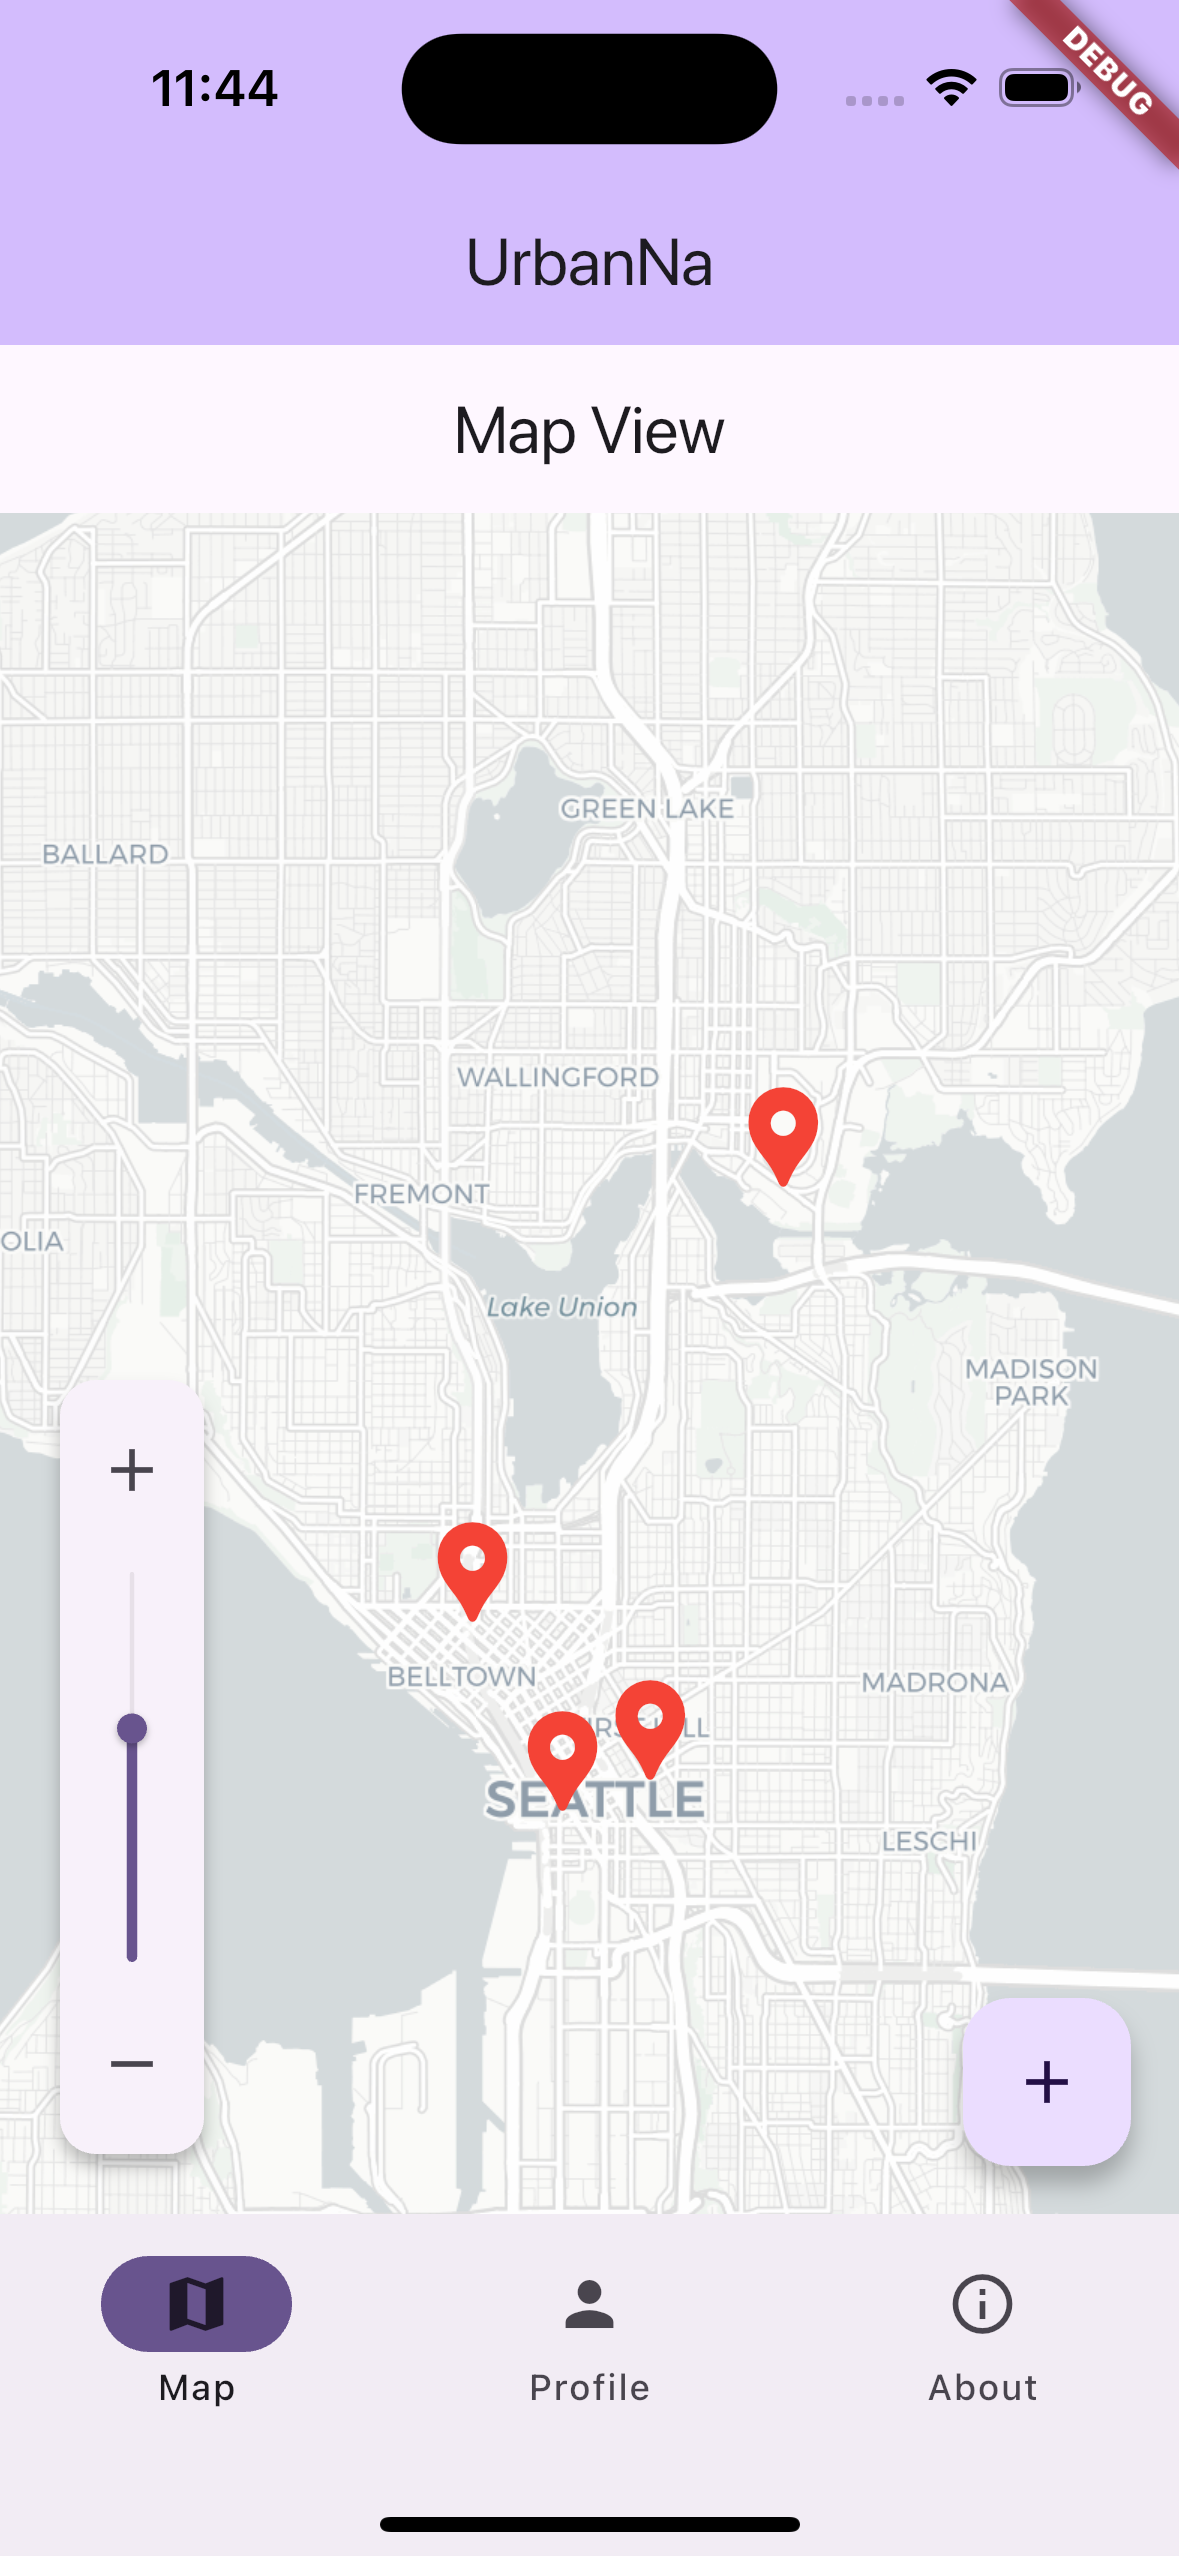 11:44
DEBUG
UrbanNa
Map View
GREEN LAKE
BALLARD
WALLINGFORD
FREMONT
OLIA
Lake Union
MADISON
PARK
BELLTOWN
MADRONA
SEATTLE
LESCHI
Map
Profile
About